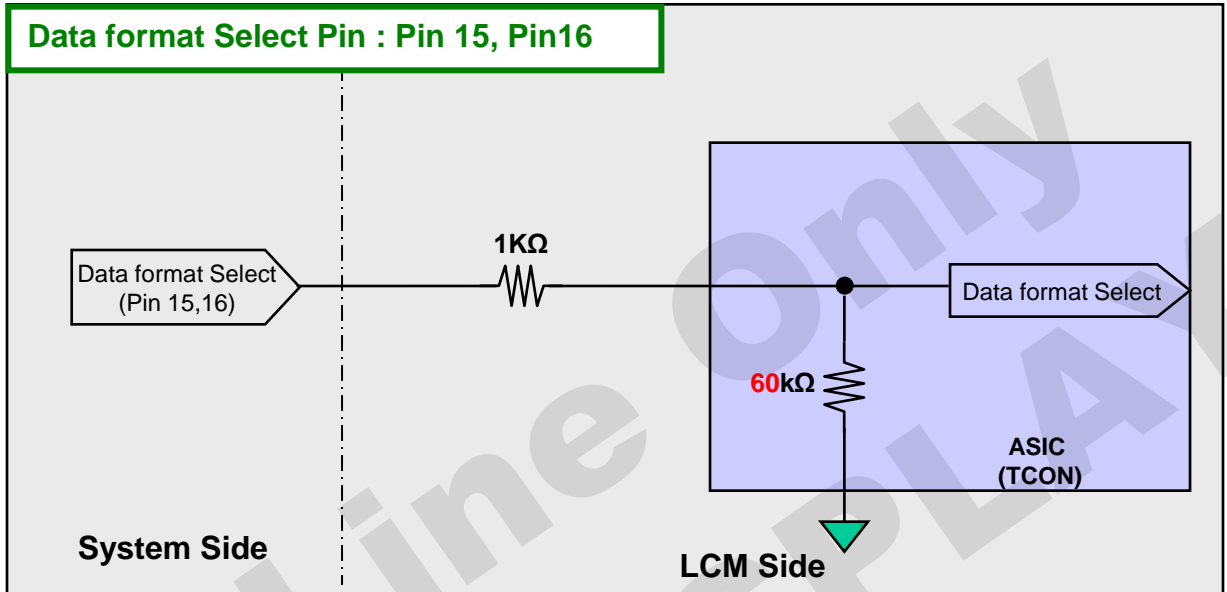 Data format Select Pin : Pin 15, Pin16
1KΩ
Data format Select
(Pin 15,16)
Data format Select
60kΩ
ASIC
(TCON)
System Side
LCM Side
Line Only